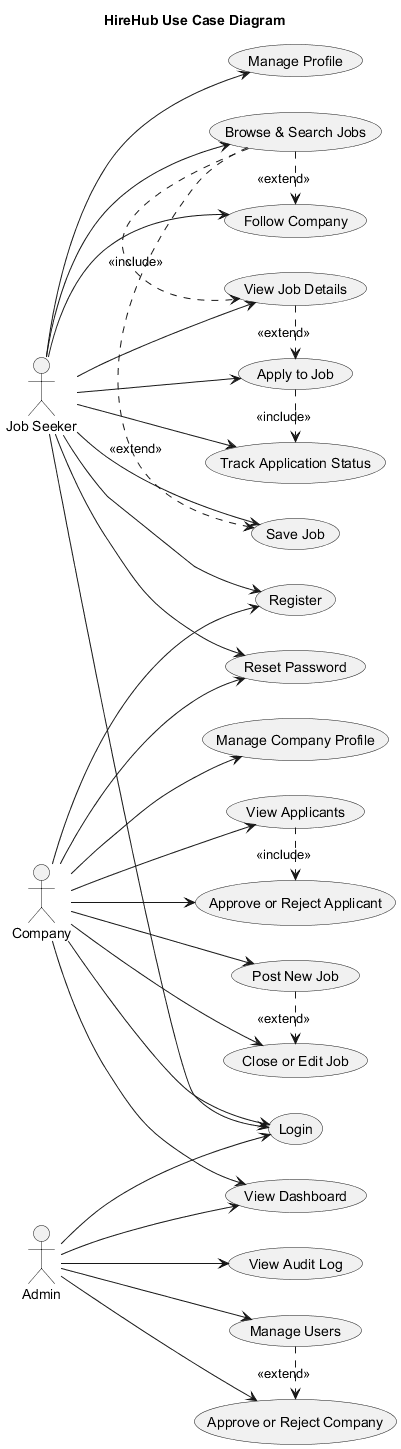 HireHub Use Case Diagram
Manage Profile
Browse & Search Jobs
«extend»
Follow Company
«include»
View Job Details
«extend»
Apply to Job
«include»
Job Seeker
«extend»
Track Application Status
Save Job
Register
Reset Password
Manage Company Profile
View Applicants
«include»
Approve or Reject Applicant
Company
Post New Job
«extend»
Close or Edit Job
Login
View Dashboard
View Audit Log
Admin
Manage Users
«extend»
Approve or Reject Company